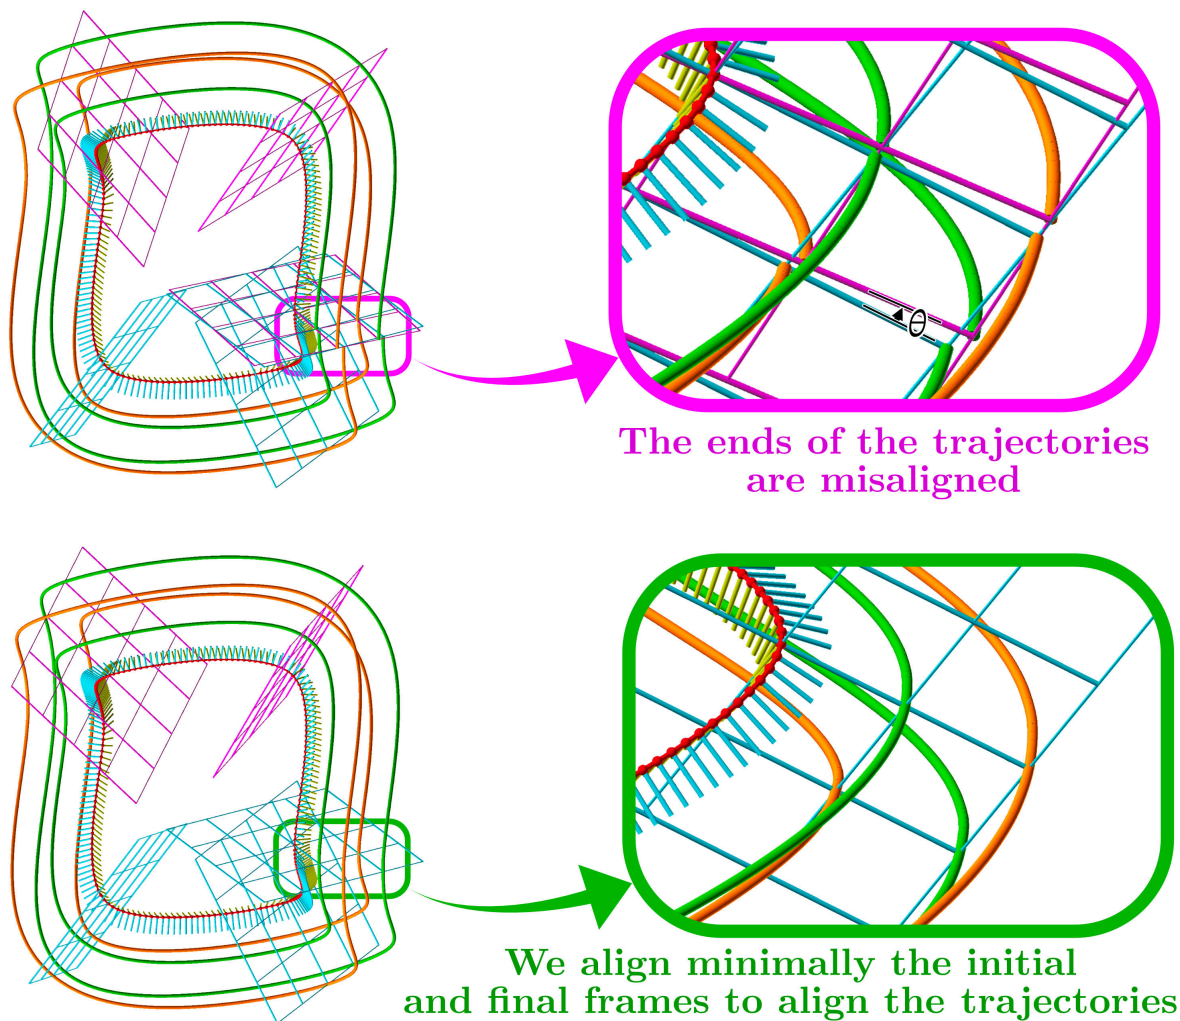 θ
The ends of the trajectories
are misaligned
We align minimally the initial
and final frames to align the trajectories